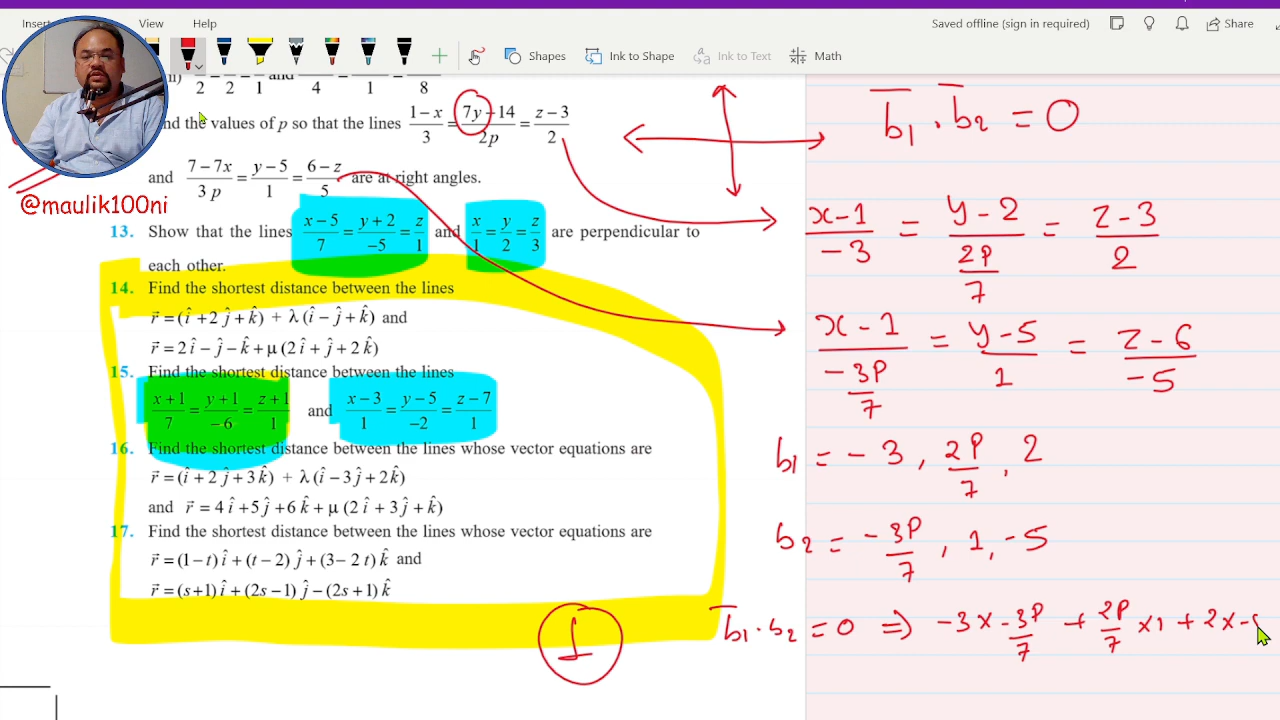 Insert View Help Saved offline (sign in required) Share
Shapes Ink to Shape Ink to Text Math
2 2 1 and 4 1 8
the values of p so that the lines (1−x)/3 = (7y−14)/2p = (z−3)/2
and (7−7x)/3p = (y−5)/1 = (6−z)/5 are at right angles.
@maulik100ni
13. Show that the lines (x−5)/7 = (y+2)/−5 = z/1 and x/1 = y/2 = z/3 are perpendicular to
each other.
14. Find the shortest distance between the lines
r⃗ = (î + 2ĵ + k̂) + λ(î − ĵ + k̂) and
r⃗ = 2î − ĵ − k̂ + μ(2î + ĵ + 2k̂)
15. Find the shortest distance between the lines
(x+1)/7 = (y+1)/−6 = (z+1)/1 and (x−3)/1 = (y−5)/−2 = (z−7)/1
16. Find the shortest distance between the lines whose vector equations are
r⃗ = (î + 2ĵ + 3k̂) + λ(î − 3ĵ + 2k̂)
and r⃗ = 4î + 5ĵ + 6k̂ + μ(2î + 3ĵ + k̂)
17. Find the shortest distance between the lines whose vector equations are
r⃗ = (1−t)î + (t−2)ĵ + (3−2t)k̂ and
r⃗ = (s+1)î + (2s−1)ĵ − (2s+1)k̂
b̅1 · b̅2 = 0
(x−1)/−3 = (y−2)/(2P/7) = (z−3)/2
(x−1)/(−3P/7) = (y−5)/1 = (z−6)/−5
b1 = −3, 2P/7, 2
b2 = −3P/7, 1, −5
b̅1 · b2 = 0 ⇒ −3× −3P/7 + 2P/7 ×1 + 2×−